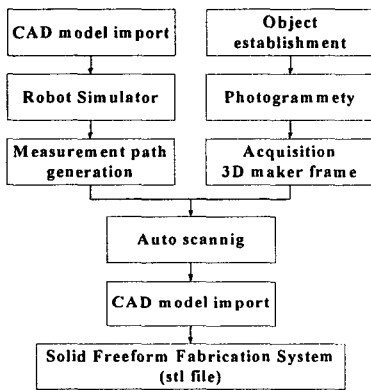 CAD model import
Object
establishment
Robot Simulator
Photogrammety
Measurement path
generation
Acquisition
3D maker frame
Auto scannig
CAD model import
Solid Freeform Fabrication System
(stl file)